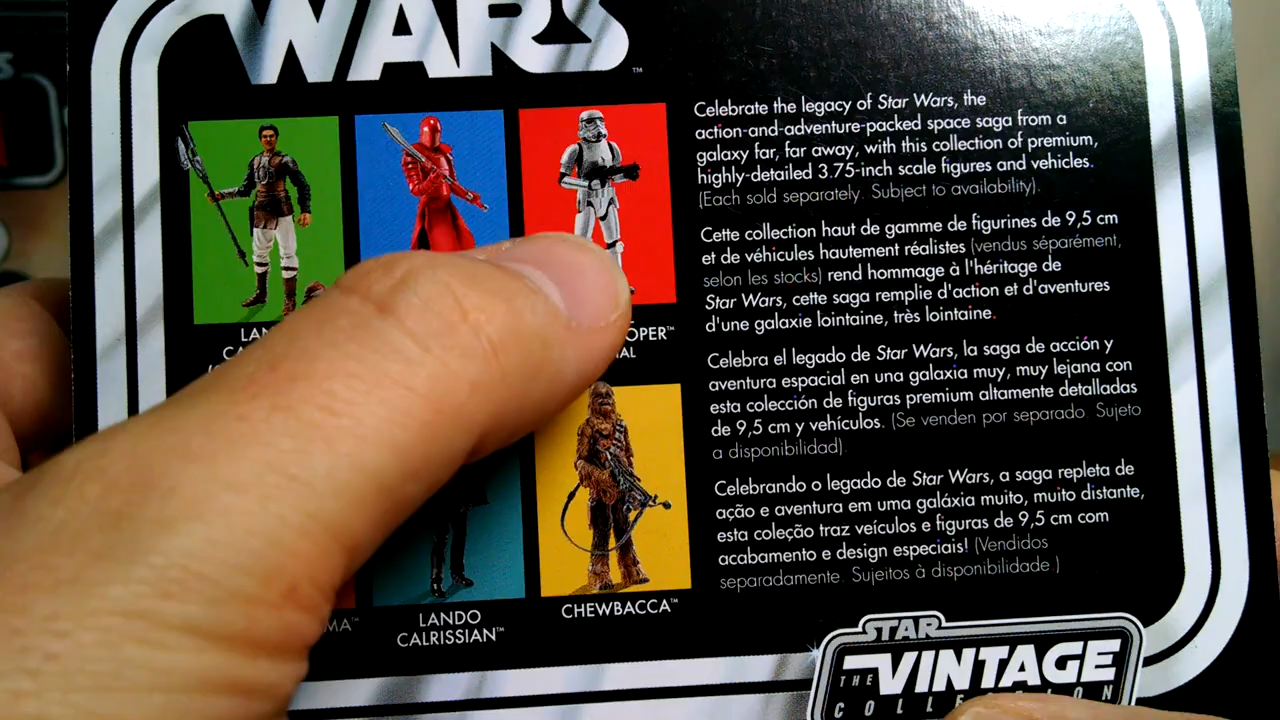 WARS™
Celebrate the legacy of Star Wars, the
action-and-adventure-packed space saga from a
galaxy far, far away, with this collection of premium,
highly-detailed 3.75-inch scale figures and vehicles.
(Each sold separately. Subject to availability).
Cette collection haut de gamme de figurines de 9,5 cm
et de véhicules hautement réalistes (vendus séparément,
selon les stocks) rend hommage à l'héritage de
Star Wars, cette saga remplie d'action et d'aventures
d'une galaxie lointaine, très lointaine.
Celebra el legado de Star Wars, la saga de acción y
aventura espacial en una galaxia muy, muy lejana con
esta colección de figuras premium altamente detalladas
de 9,5 cm y vehículos. (Se venden por separado. Sujeto
a disponibilidad).
Celebrando o legado de Star Wars, a saga repleta de
ação e aventura em uma galáxia muito, muito distante,
esta coleção traz veículos e figuras de 9,5 cm com
acabamento e design especiais! (Vendidos
separadamente. Sujeitos à disponibilidade.)
LANDO
CALRISSIAN™
CHEWBACCA™
STAR
THE VINTAGE